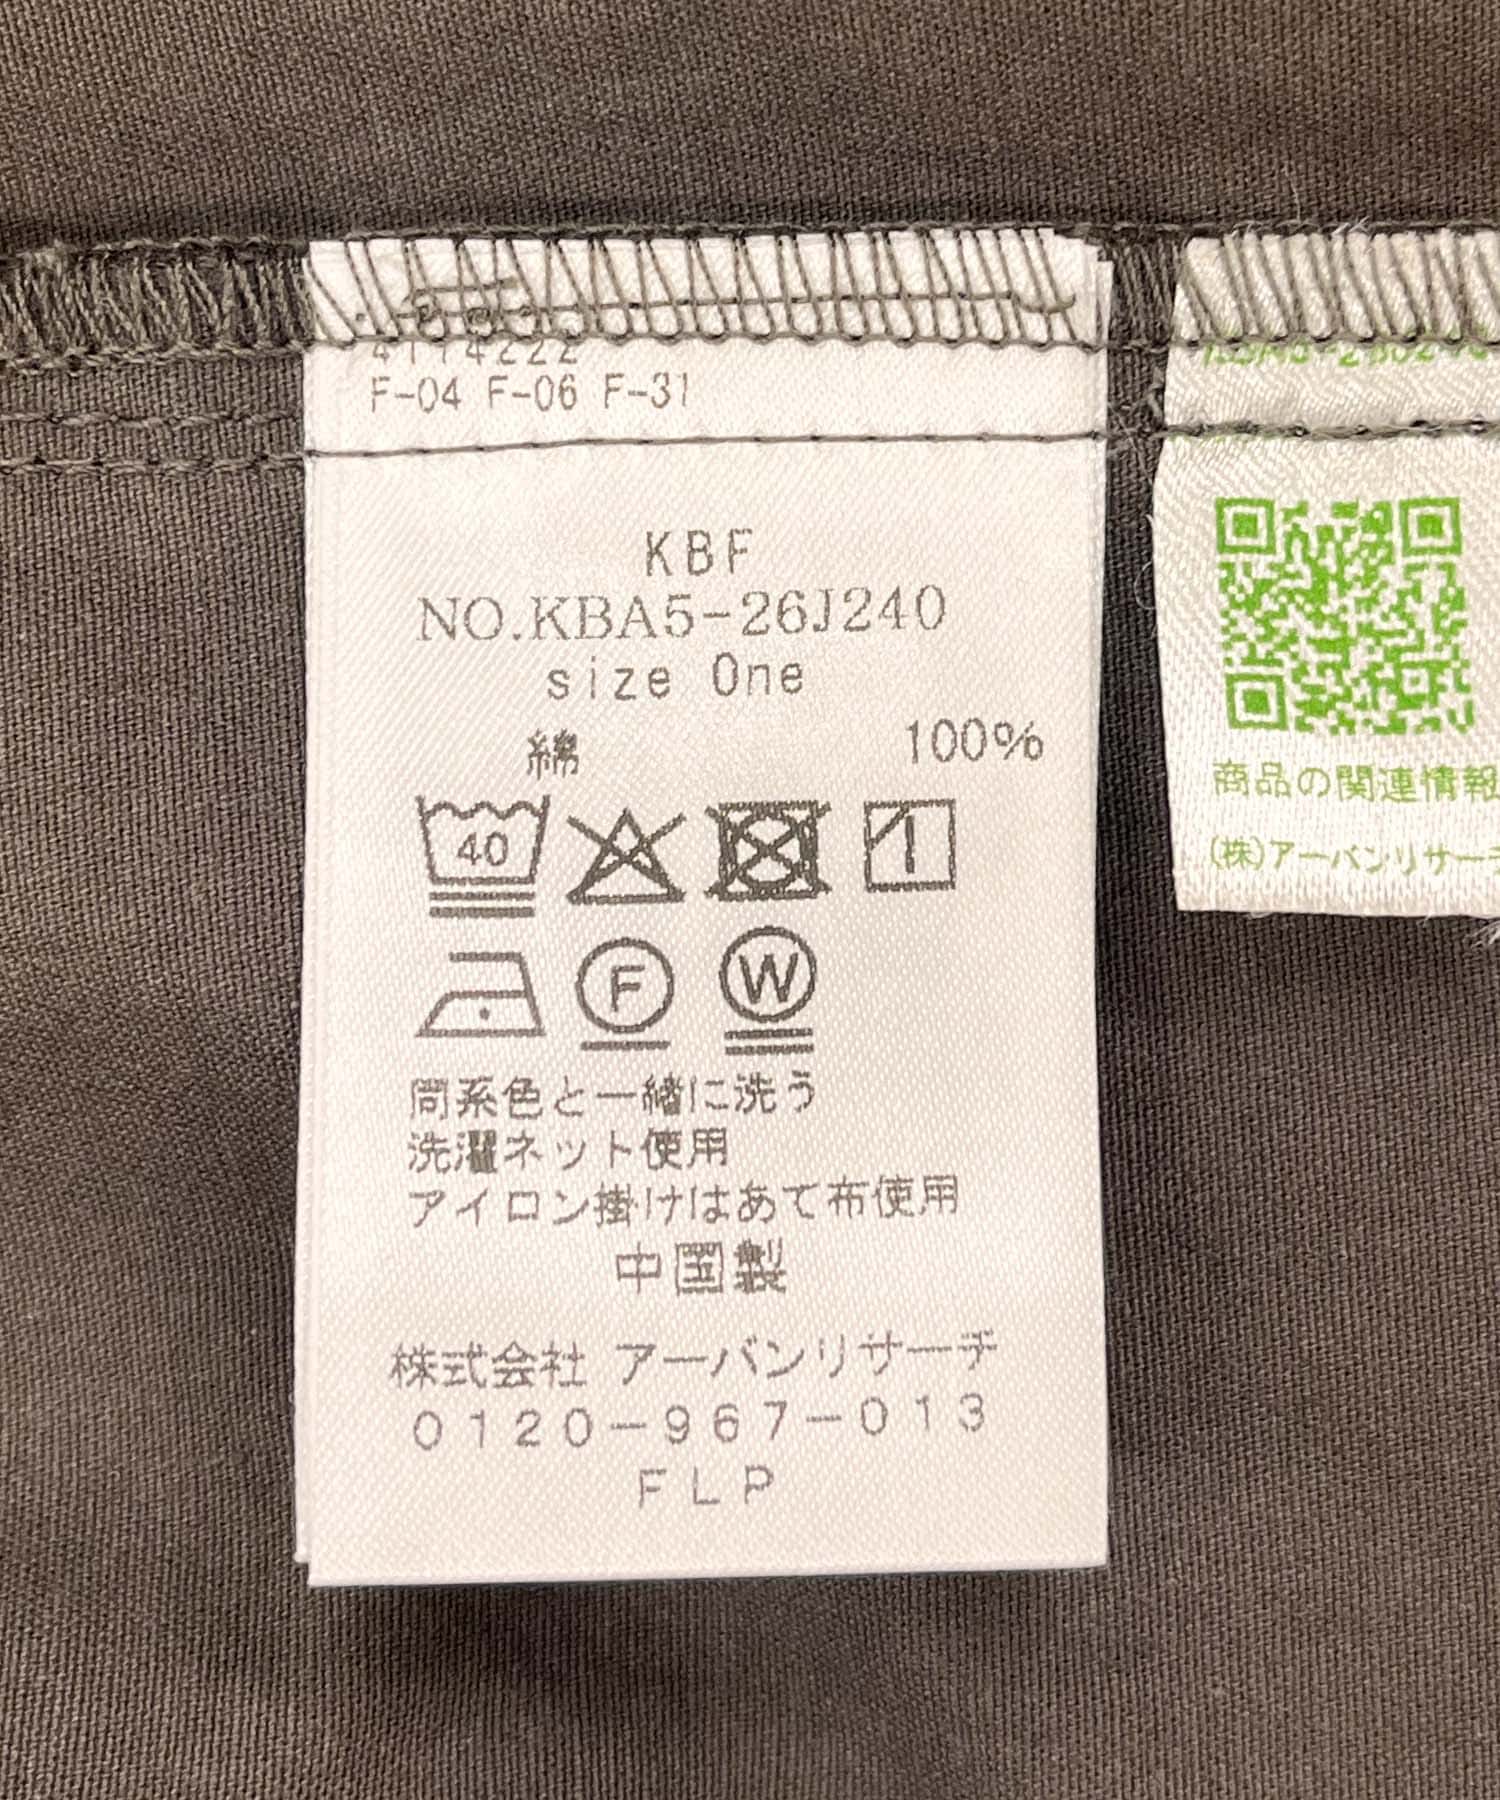 F-04 F-06 F-31
KBF
NO.KBA5-26J240
size One
綿 100%
40
F W
同系色と一緒に洗う
洗濯ネット使用
アイロン掛けはあて布使用
中国製
株式会社 アーバンリサーチ
0120-967-013
FLP
商品の関連情報
(株)アーバンリサーチ